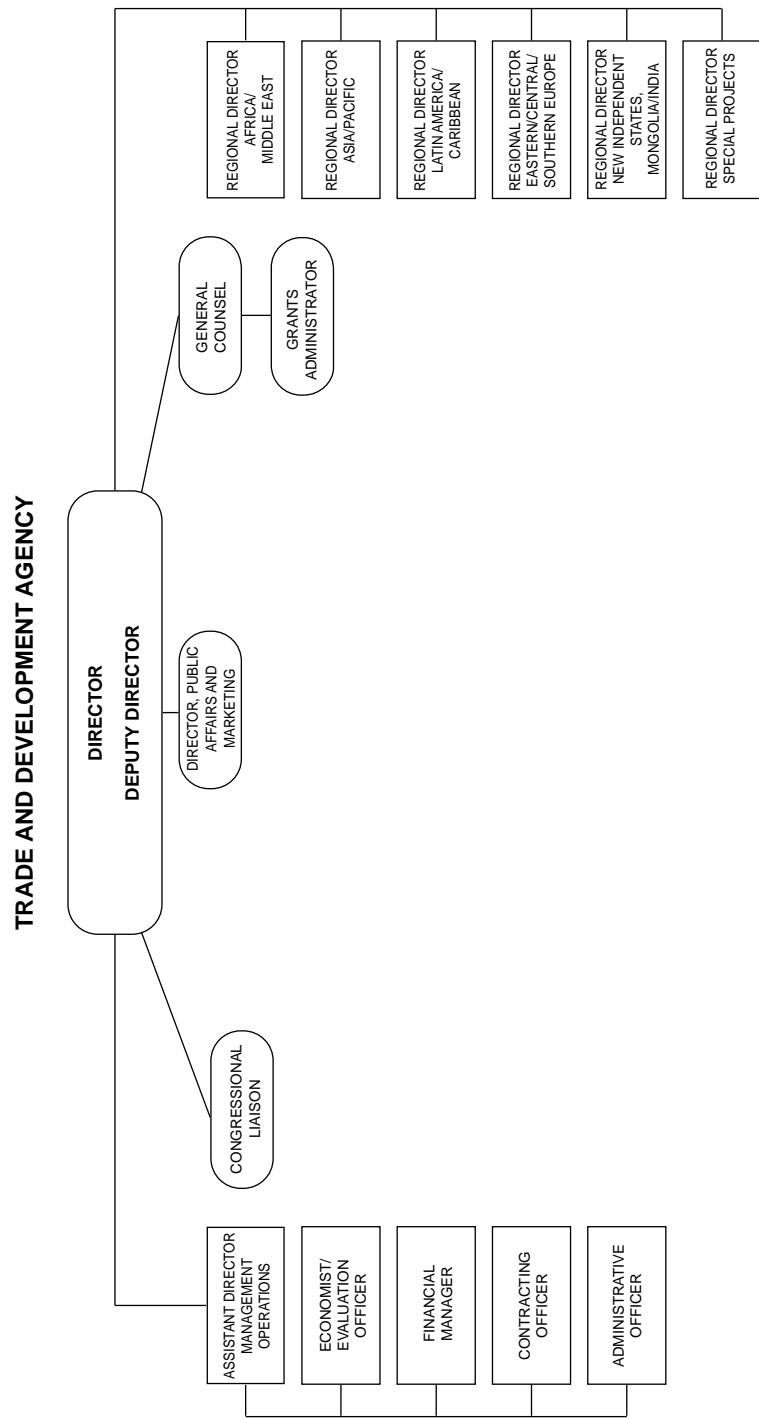 TRADE AND DEVELOPMENT AGENCY
DIRECTOR
DEPUTY DIRECTOR
ASSISTANT DIRECTOR
MANAGEMENT
OPERATIONS
ECONOMIST/
EVALUATION
OFFICER
FINANCIAL
MANAGER
CONTRACTING
OFFICER
ADMINISTRATIVE
OFFICER
CONGRESSIONAL
LIAISON
DIRECTOR, PUBLIC
AFFAIRS AND
MARKETING
GENERAL
COUNSEL
GRANTS
ADMINISTRATOR
REGIONAL DIRECTOR
AFRICA/
MIDDLE EAST
REGIONAL DIRECTOR
ASIA/PACIFIC
REGIONAL DIRECTOR
LATIN AMERICA/
CARIBBEAN
REGIONAL DIRECTOR
EASTERN/CENTRAL/
SOUTHERN EUROPE
REGIONAL DIRECTOR
NEW INDEPENDENT
STATES,
MONGOLIA/INDIA
REGIONAL DIRECTOR
SPECIAL PROJECTS